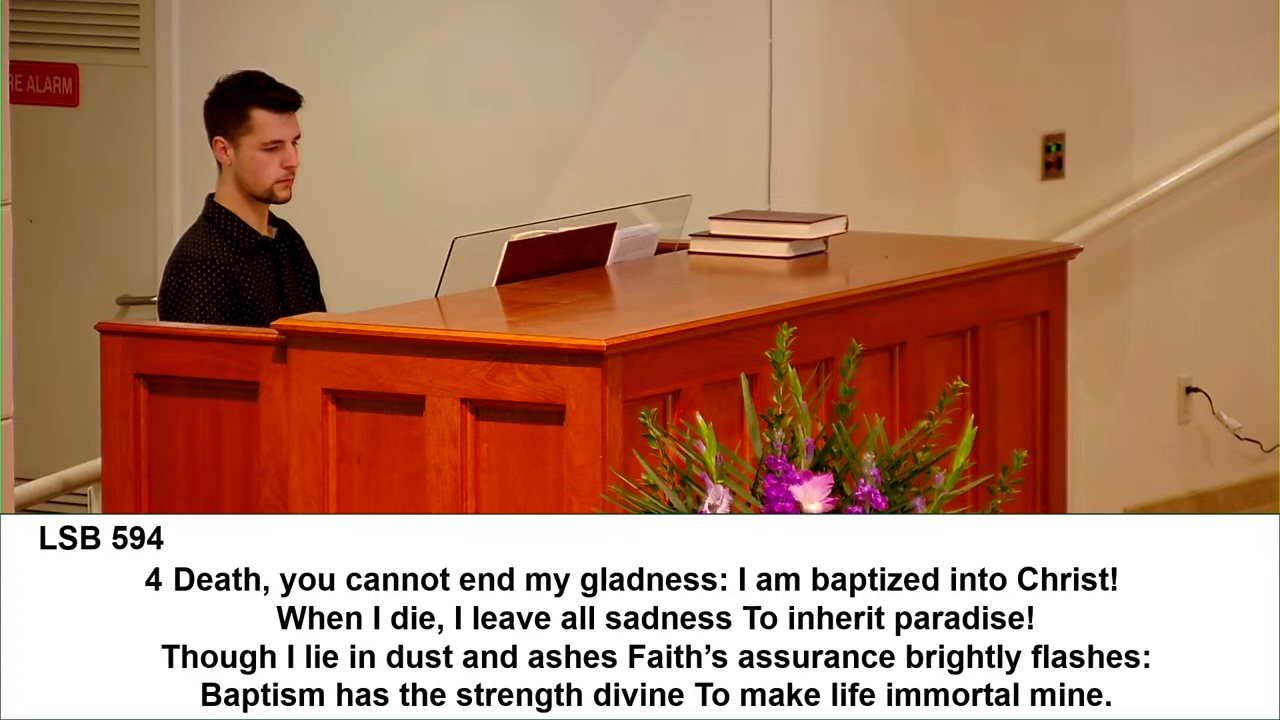 RE ALARM
LSB 594
4 Death, you cannot end my gladness: I am baptized into Christ!
When I die, I leave all sadness To inherit paradise!
Though I lie in dust and ashes Faith’s assurance brightly flashes:
Baptism has the strength divine To make life immortal mine.